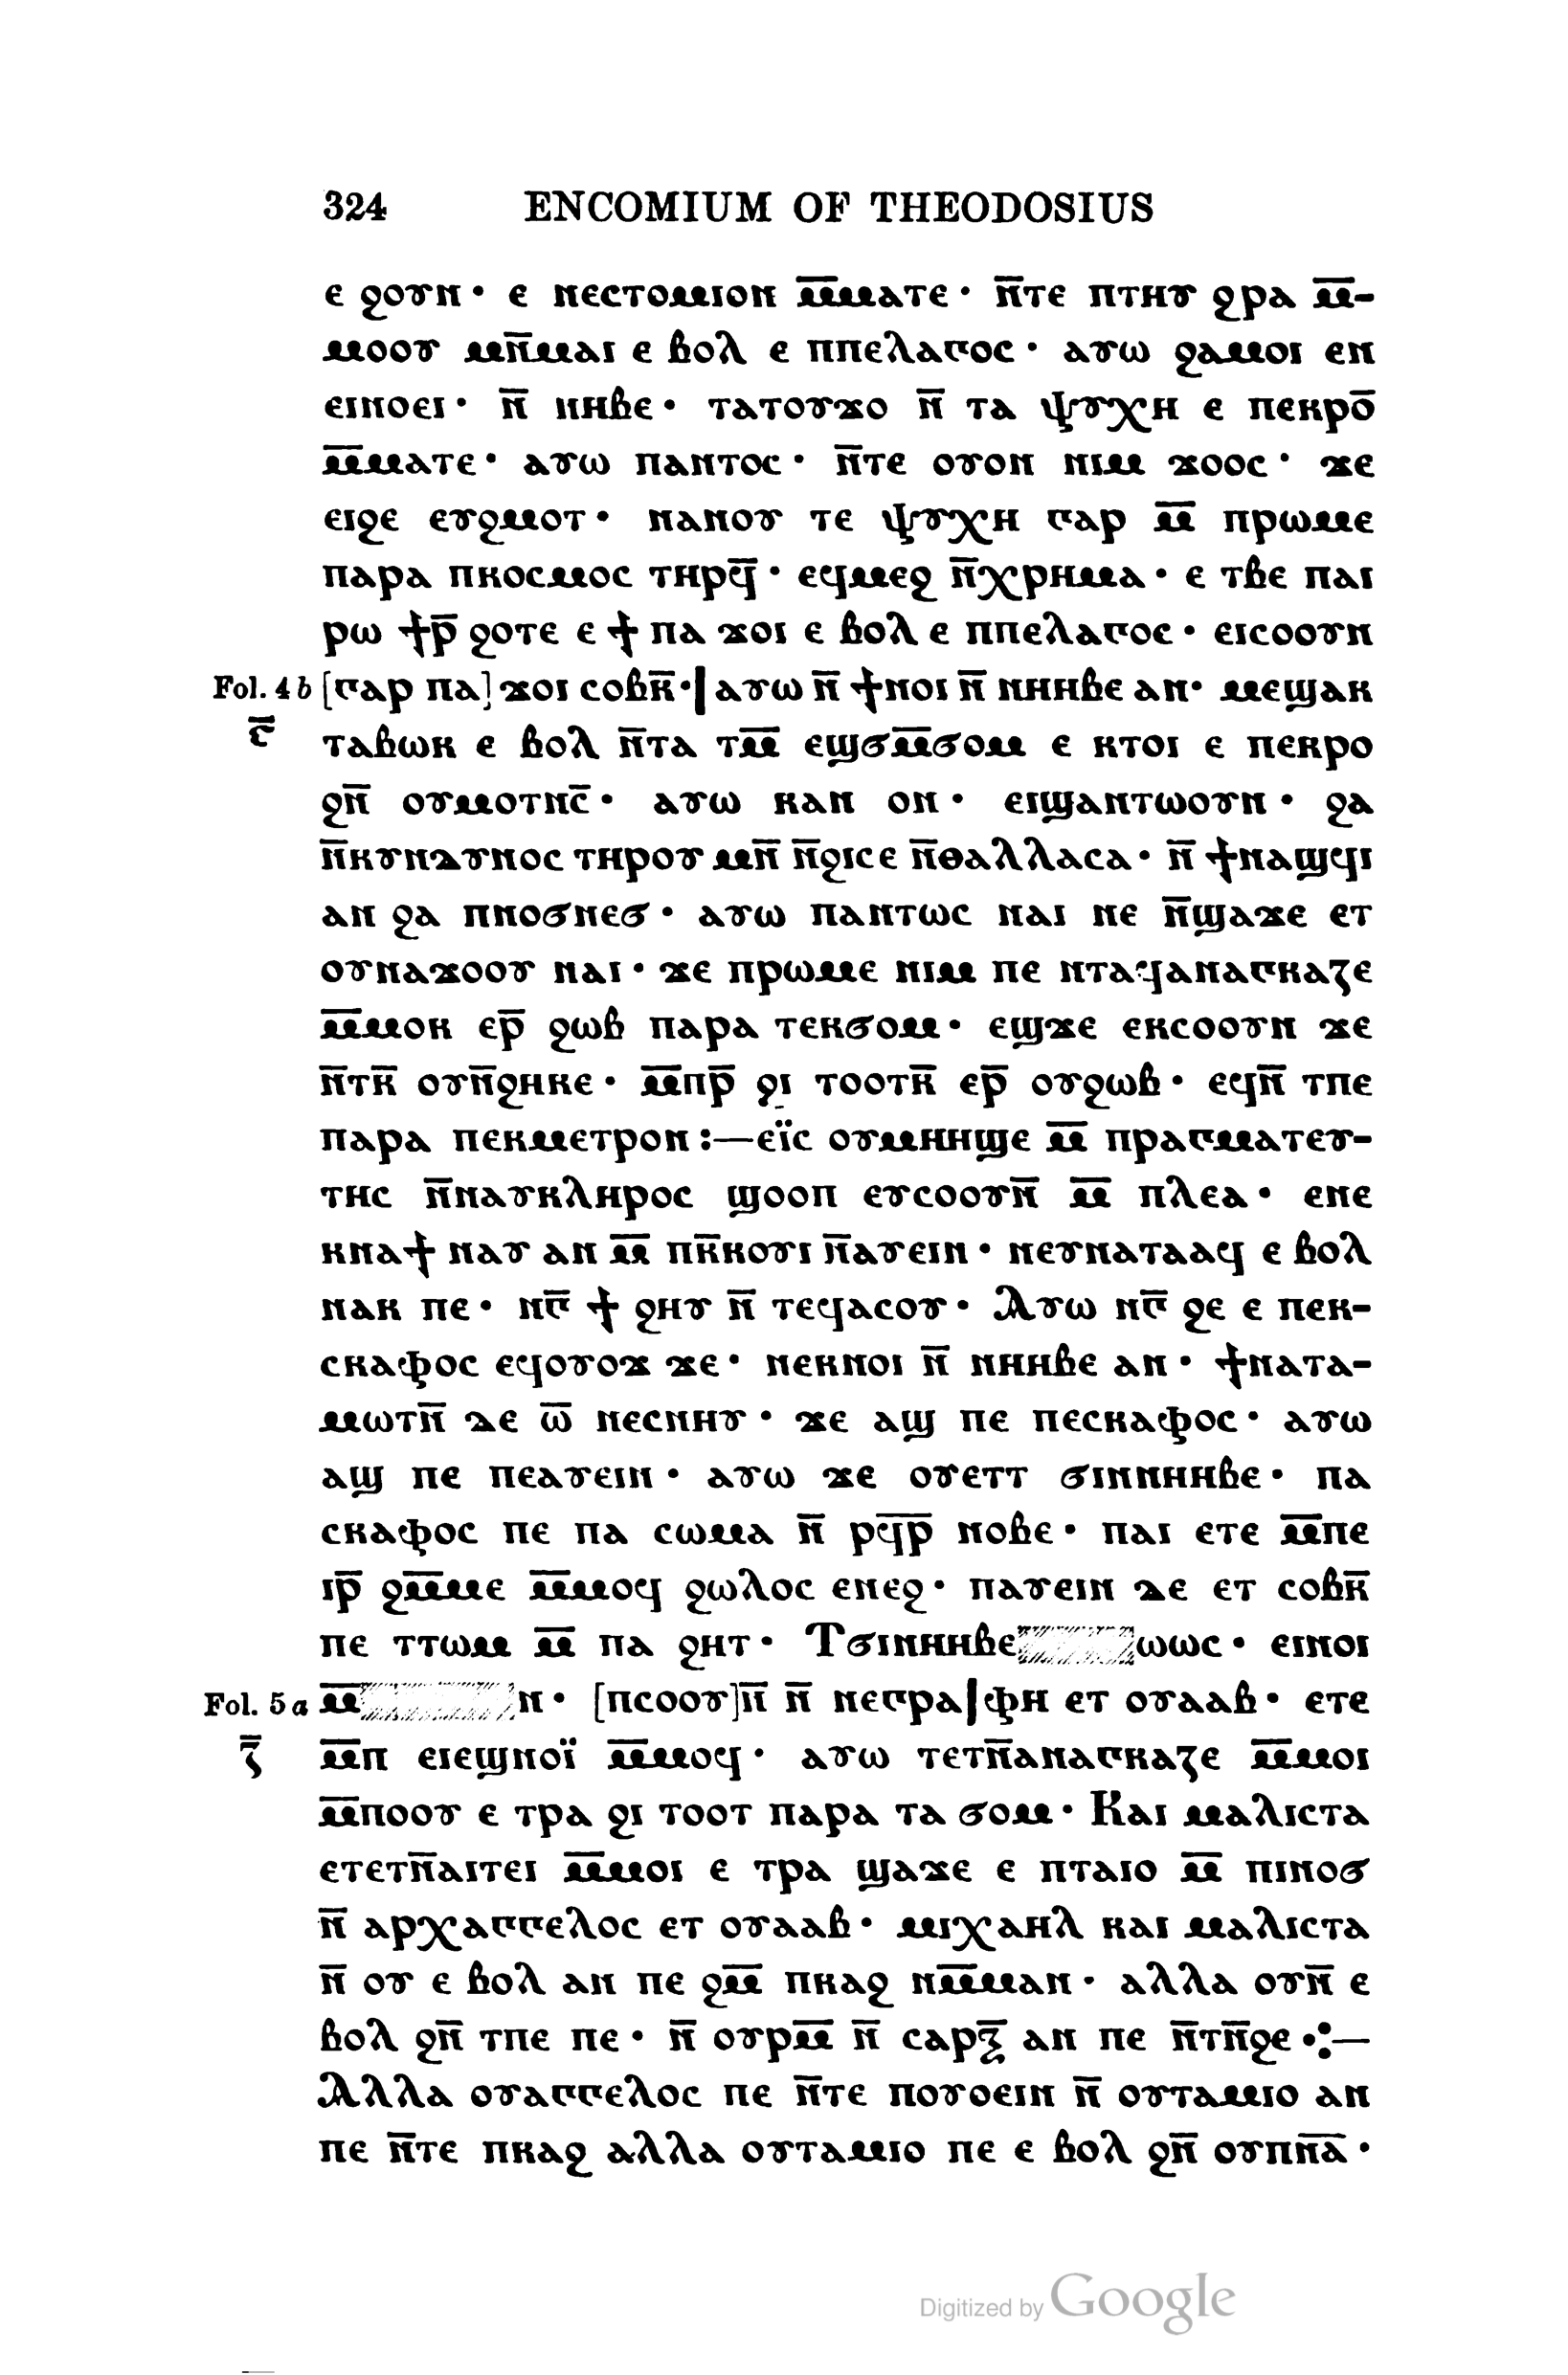 324 ENCOMIUM OF THEODOSIUS
ⲉ ϩⲟⲩⲛ· ⲉ ⲛⲉⲥⲧⲟⲙⲓⲟⲛ ⲙ̅ⲙⲁⲧⲉ· ⲛ̅ⲧⲉ ⲡⲧⲏⲩ ϩⲣⲁ ⲙ̅-
ⲙⲟⲟⲩ ⲙⲛ̅ⲙⲁⲓ ⲉ ⲃⲟⲗ ⲉ ⲡⲡⲉⲗⲁⲅⲟⲥ· ⲁⲩⲱ ϩⲁⲙⲟⲓ ⲉⲛ
ⲉⲓⲛⲟⲉⲓ· ⲛ̅ ⲛⲏⲃⲉ· ⲧⲁⲧⲟⲩϫⲟ ⲛ̅ ⲧⲁ ⲯⲩⲭⲏ ⲉ ⲡⲉⲕⲣⲟ̅
ⲙ̅ⲙⲁⲧⲉ· ⲁⲩⲱ ⲡⲁⲛⲧⲟⲥ· ⲛ̅ⲧⲉ ⲟⲩⲟⲛ ⲛⲓⲙ ϫⲟⲟⲥ· ϫⲉ
ⲉⲓϩⲉ ⲉⲩϩⲙⲟⲧ· ⲛⲁⲛⲟⲩ ⲧⲉ ⲯⲩⲭⲏ ⲅⲁⲣ ⲙ̅ ⲡⲣⲱⲙⲉ
ⲡⲁⲣⲁ ⲡⲕⲟⲥⲙⲟⲥ ⲧⲏⲣϥ̅· ⲉϥⲙⲉϩ ⲛ̅ⲭⲣⲏⲙⲁ· ⲉ ⲧⲃⲉ ⲡⲁⲓ
ⲣⲱ ϯⲣ̅ ϩⲟⲧⲉ ⲉ ϯ ⲡⲁ ϫⲟⲓ ⲉ ⲃⲟⲗ ⲉ ⲡⲡⲉⲗⲁⲅⲟⲥ· ⲉⲓⲥⲟⲟⲩⲛ
Fol. 4 b [ⲅⲁⲣ ⲡⲁ] ϫⲟⲓ ⲥⲟⲃⲕ̅·| ⲁⲩⲱ ⲛ̅ ϯⲛⲟⲓ ⲛ̅ ⲛⲏⲏⲃⲉ ⲁⲛ· ⲙⲉϣⲁⲕ
ⲋ̅ ⲧⲁⲃⲱⲕ ⲉ ⲃⲟⲗ ⲛ̅ⲧⲁ ⲧⲙ̅ ⲉϣϭⲙ̅ϭⲟⲙ ⲉ ⲕⲧⲟⲓ ⲉ ⲡⲉⲕⲣⲟ
ϩⲛ̅ ⲟⲩⲙⲟⲧⲛⲥ̅· ⲁⲩⲱ ⲕⲁⲛ ⲟⲛ· ⲉⲓϣⲁⲛⲧⲱⲟⲩⲛ· ϩⲁ
ⲛ̅ⲕⲩⲛⲇⲩⲛⲟⲥ ⲧⲏⲣⲟⲩ ⲙⲛ̅ ⲛ̅ϩⲓⲥⲉ ⲛ̅ⲑⲁⲗⲗⲁⲥⲁ· ⲛ̅ ϯⲛⲁϣϥⲓ
ⲁⲛ ϩⲁ ⲡⲛⲟϭⲛⲉϭ· ⲁⲩⲱ ⲡⲁⲛⲧⲱⲥ ⲛⲁⲓ ⲛⲉ ⲛ̅ϣⲁϫⲉ ⲉⲧ
ⲟⲩⲛⲁϫⲟⲟⲩ ⲛⲁⲓ· ϫⲉ ⲡⲣⲱⲙⲉ ⲛⲓⲙ ⲡⲉ ⲛⲧⲁϥⲁⲛⲁⲅⲕⲁⲍⲉ
ⲙ̅ⲙⲟⲕ ⲉⲣ̅ ϩⲱⲃ ⲡⲁⲣⲁ ⲧⲉⲕϭⲟⲙ· ⲉϣϫⲉ ⲉⲕⲥⲟⲟⲩⲛ ϫⲉ
ⲛ̅ⲧⲕ̅ ⲟⲩⲛ̅ϩⲏⲕⲉ· ⲙ̅ⲡⲣ̅ ϩⲓ ⲧⲟⲟⲧⲕ̅ ⲉⲣ̅ ⲟⲩϩⲱⲃ· ⲉϥⲛ̅ ⲧⲡⲉ
ⲡⲁⲣⲁ ⲡⲉⲕⲙⲉⲧⲣⲟⲛ:—ⲉⲓ̈ⲥ ⲟⲩⲙⲏⲏϣⲉ ⲙ̅ ⲡⲣⲁⲅⲙⲁⲧⲉⲩ-
ⲧⲏⲥ ⲛ̅ⲛⲁⲩⲕⲗⲏⲣⲟⲥ ϣⲟⲟⲡ ⲉⲩⲥⲟⲟⲩⲛ̅ ⲙ̅ ⲡⲗⲉⲁ· ⲉⲛⲉ
ⲕⲛⲁϯ ⲛⲁⲩ ⲁⲛ ⲙ̅ ⲡⲕ̅ⲕⲟⲩⲓ ⲛ̅ⲁⲩⲉⲓⲛ· ⲛⲉⲩⲛⲁⲧⲁⲁϥ ⲉ ⲃⲟⲗ
ⲛⲁⲕ ⲡⲉ· ⲛⲅ̅ ϯ ϩⲏⲩ ⲛ̅ ⲧⲉϥⲁⲥⲟⲩ· Ⲁⲩⲱ ⲛⲅ̅ ϩⲉ ⲉ ⲡⲉⲕ-
ⲥⲕⲁⲫⲟⲥ ⲉϥⲟⲩⲟϫ ϫⲉ· ⲛⲉⲕⲛⲟⲓ ⲛ̅ ⲛⲏⲏⲃⲉ ⲁⲛ· ϯⲛⲁⲧⲁ-
ⲙⲱⲧⲛ̅ ⲇⲉ ⲱ̅ ⲛⲉⲥⲛⲏⲩ· ϫⲉ ⲁϣ ⲡⲉ ⲡⲉⲥⲕⲁⲫⲟⲥ· ⲁⲩⲱ
ⲁϣ ⲡⲉ ⲡⲉⲁⲩⲉⲓⲛ· ⲁⲩⲱ ϫⲉ ⲟⲩⲉⲧⲧ ϭⲓⲛⲛⲏⲏⲃⲉ· ⲡⲁ
ⲥⲕⲁⲫⲟⲥ ⲡⲉ ⲡⲁ ⲥⲱⲙⲁ ⲛ̅ ⲣϥ̅ⲣ̅ ⲛⲟⲃⲉ· ⲡⲁⲓ ⲉⲧⲉ ⲙ̅ⲡⲉ
ⲓⲣ̅ ϩⲙ̅ⲙⲉ ⲙ̅ⲙⲟϥ ϩⲱⲗⲟⲥ ⲉⲛⲉϩ· ⲡⲁⲩⲉⲓⲛ ⲇⲉ ⲉⲧ ⲥⲟⲃⲕ̅
ⲡⲉ ⲧⲧⲱⲙ ⲙ̅ ⲡⲁ ϩⲏⲧ· Ⲧϭⲓⲛⲏⲏⲃⲉ ⲱⲱⲥ· ⲉⲓⲛⲟⲓ
Fol. 5 a ⲙ̅ ⲛ· [ⲡⲥⲟⲟⲩ]ⲛ̅ ⲛ̅ ⲛⲉⲅⲣⲁ|ⲫⲏ ⲉⲧ ⲟⲩⲁⲁⲃ· ⲉⲧⲉ
ⲍ̅ ⲙ̅ⲡ ⲉⲓⲉϣⲛⲟⲓ̈ ⲙ̅ⲙⲟϥ· ⲁⲩⲱ ⲧⲉⲧⲛ̅ⲁⲛⲁⲅⲕⲁⲍⲉ ⲙ̅ⲙⲟⲓ
ⲙ̅ⲡⲟⲟⲩ ⲉ ⲧⲣⲁ ϩⲓ ⲧⲟⲟⲧ ⲡⲁⲣⲁ ⲧⲁ ϭⲟⲙ· Ⲕⲁⲓ ⲙⲁⲗⲓⲥⲧⲁ
ⲉⲧⲉⲧⲛ̅ⲁⲓⲧⲉⲓ ⲙ̅ⲙⲟⲓ ⲉ ⲧⲣⲁ ϣⲁϫⲉ ⲉ ⲡⲧⲁⲓⲟ ⲙ̅ ⲡⲓⲛⲟϭ
ⲛ̅ ⲁⲣⲭⲁⲅⲅⲉⲗⲟⲥ ⲉⲧ ⲟⲩⲁⲁⲃ· ⲙⲓⲭⲁⲏⲗ ⲕⲁⲓ ⲙⲁⲗⲓⲥⲧⲁ
ⲛ̅ ⲟⲩ ⲉ ⲃⲟⲗ ⲁⲛ ⲡⲉ ϩⲙ̅ ⲡⲕⲁϩ ⲛⲙ̅ⲙⲁⲛ· ⲁⲗⲗⲁ ⲟⲩⲛ̅ ⲉ
ⲃⲟⲗ ϩⲛ̅ ⲧⲡⲉ ⲡⲉ· ⲛ̅ ⲟⲩⲣⲙ̅ ⲛ̅ ⲥⲁⲣⲝ̅ ⲁⲛ ⲡⲉ ⲛ̅ⲧⲛ̅ϩⲉ ⁖—
Ⲁⲗⲗⲁ ⲟⲩⲁⲅⲅⲉⲗⲟⲥ ⲡⲉ ⲛ̅ⲧⲉ ⲡⲟⲩⲟⲉⲓⲛ ⲛ̅ ⲟⲩⲧⲁⲙⲓⲟ ⲁⲛ
ⲡⲉ ⲛ̅ⲧⲉ ⲡⲕⲁϩ ⲁⲗⲗⲁ ⲟⲩⲧⲁⲙⲓⲟ ⲡⲉ ⲉ ⲃⲟⲗ ϩⲛ̅ ⲟⲩⲡⲛ̅ⲁ̅·
Digitized by Google